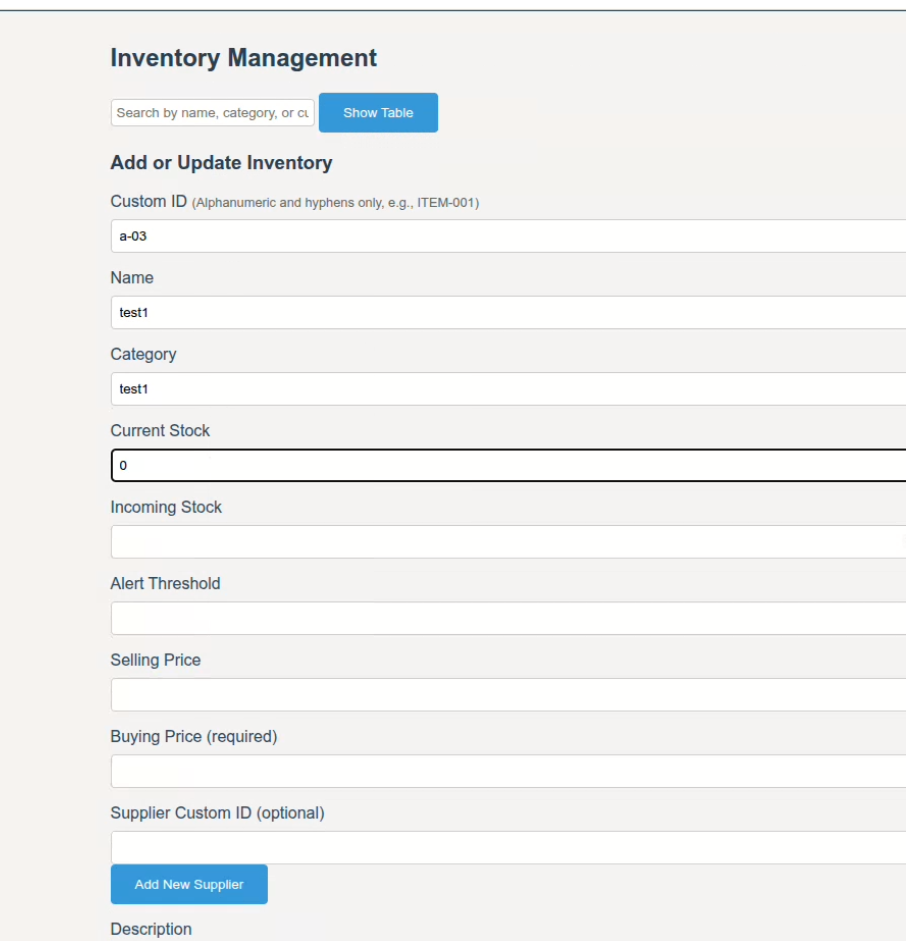 Inventory Management
Search by name, category, or cu Show Table
Add or Update Inventory
Custom ID (Alphanumeric and hyphens only, e.g., ITEM-001)
a-03
Name
test1
Category
test1
Current Stock
0
Incoming Stock
Alert Threshold
Selling Price
Buying Price (required)
Supplier Custom ID (optional)
Add New Supplier
Description